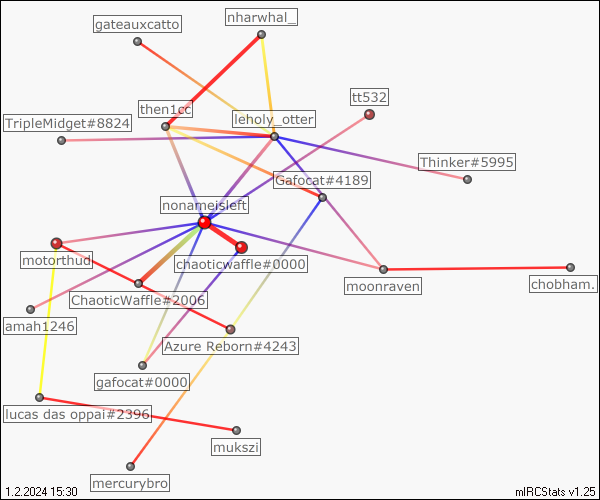 nharwhal_
gateauxcatto
tt532
then1cc
TripleMidget#8824
leholy_otter
Thinker#5995
Gafocat#4189
nonameisleft
motorthud
chaoticwaffle#0000
moonraven
chobham.
ChaoticWaffle#2006
amah1246
Azure Reborn#4243
gafocat#0000
lucas das oppai#2396
mukszi
mercurybro
1.2.2024 15:30
mIRCStats v1.25